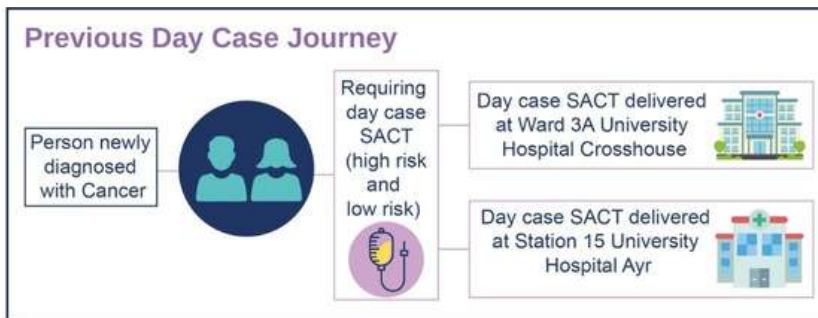 Previous Day Case Journey
Person newly
diagnosed
with Cancer
Requiring
day case
SACT
(high risk
and
low risk)
Day case SACT delivered
at Ward 3A University
Hospital Crosshouse
Day case SACT delivered
at Station 15 University
Hospital Ayr